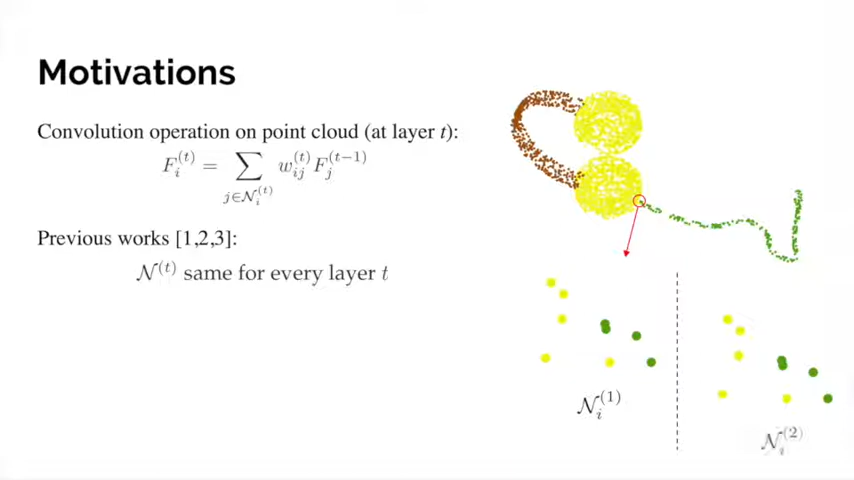 Motivations
Convolution operation on point cloud (at layer t):
F_i^{(t)} = \sum_{j \in \mathcal{N}_i^{(t)}} w_{ij}^{(t)} F_j^{(t-1)}
Previous works [1,2,3]:
\mathcal{N}^{(t)} same for every layer t
\mathcal{N}_i^{(1)}
\mathcal{N}_i^{(2)}